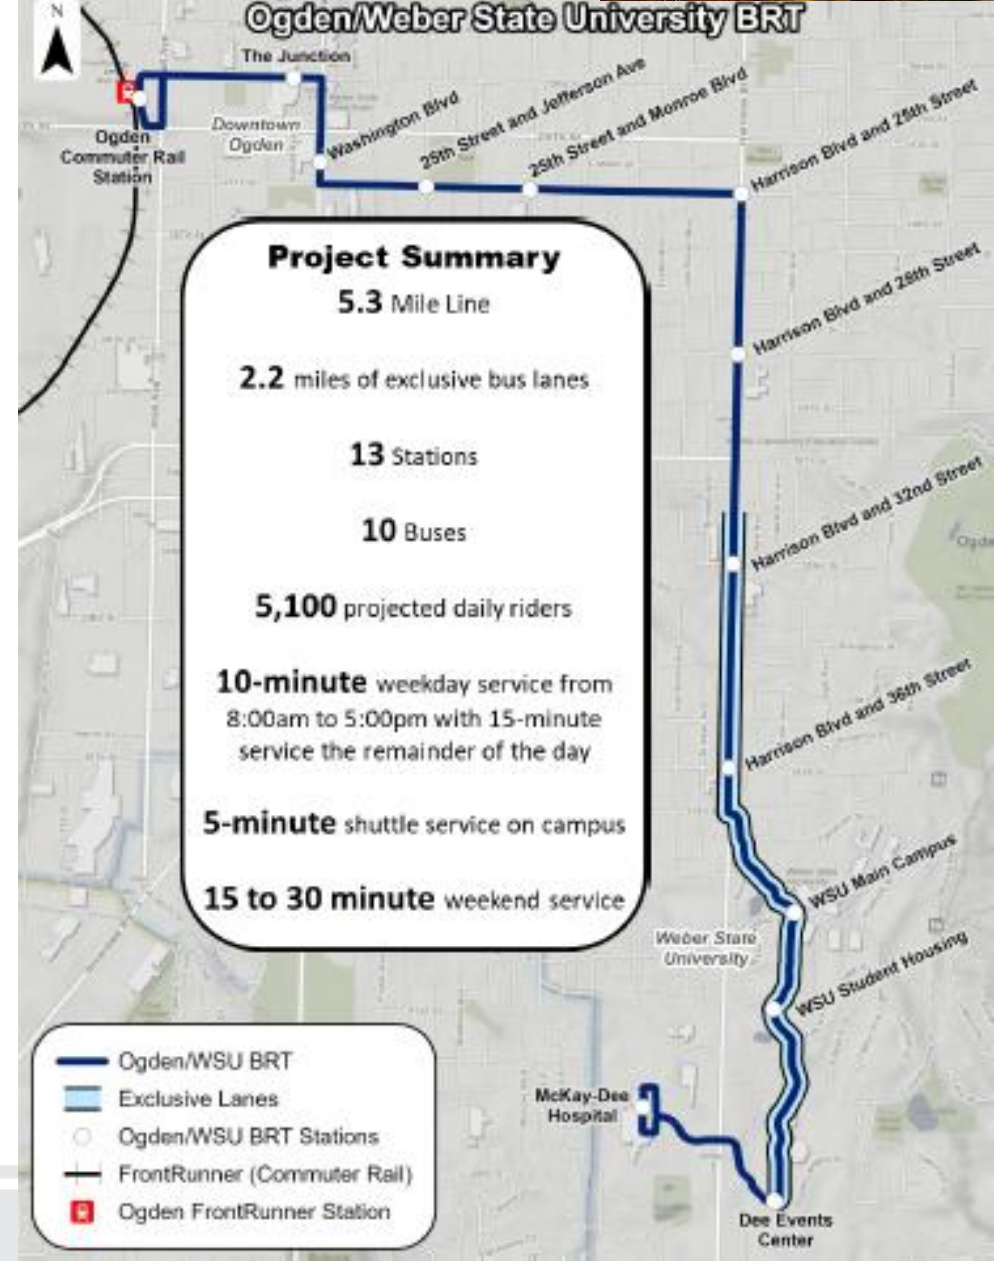 Ogden/Weber State University BRT
N
The Junction
Ogden
Commuter Rail
Station
Downtown
Ogden
Washington Blvd
25th Street and Jefferson Ave
25th Street and Monroe Blvd
Harrison Blvd and 25th Street
Harrison Blvd and 28th Street
Harrison Blvd and 32nd Street
Harrison Blvd and 36th Street
WSU Main Campus
Weber State
University
WSU Student Housing
McKay-Dee
Hospital
Dee Events
Center
Project Summary
5.3 Mile Line
2.2 miles of exclusive bus lanes
13 Stations
10 Buses
5,100 projected daily riders
10-minute weekday service from
8:00am to 5:00pm with 15-minute
service the remainder of the day
5-minute shuttle service on campus
15 to 30 minute weekend service
Ogden/WSU BRT
Exclusive Lanes
Ogden/WSU BRT Stations
FrontRunner (Commuter Rail)
Ogden FrontRunner Station